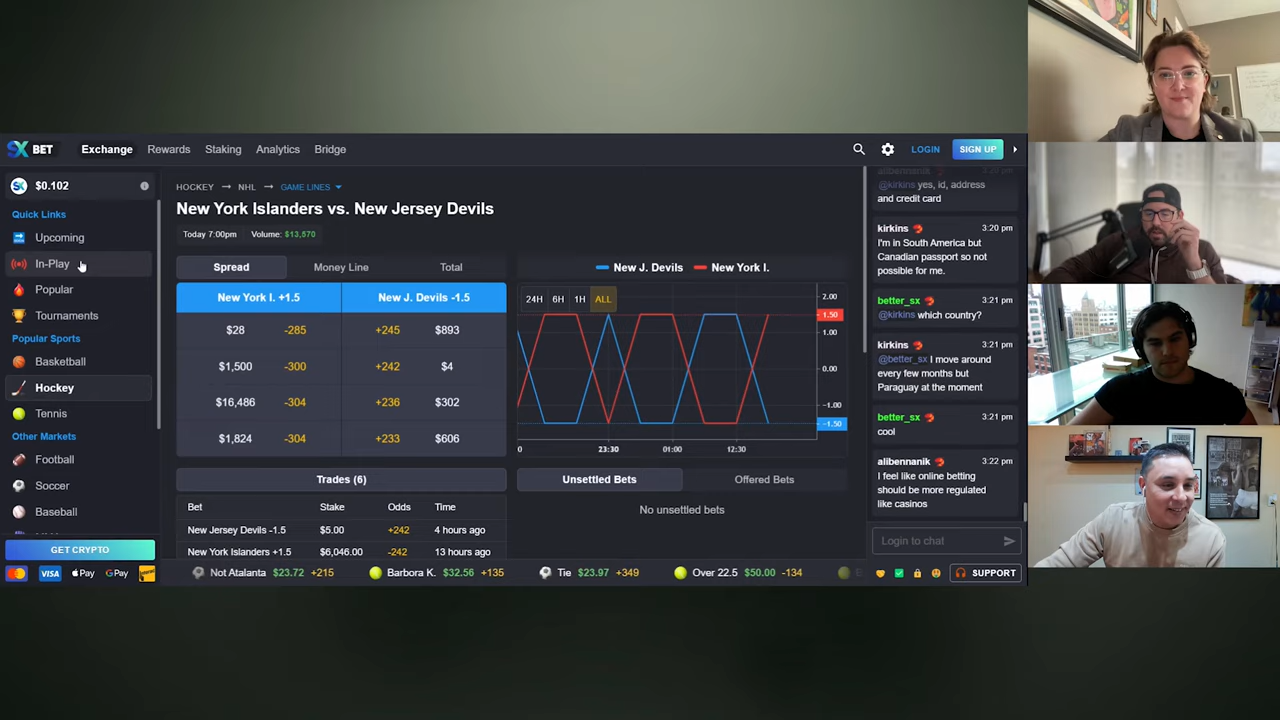 SX BET
Exchange
Rewards
Staking
Analytics
Bridge
LOGIN
SIGN UP
$0.102
Quick Links
Upcoming
In-Play
Popular
Tournaments
Popular Sports
Basketball
Hockey
Tennis
Other Markets
Football
Soccer
Baseball
GET CRYPTO
VISA
Pay
G Pay
HOCKEY → NHL → GAME LINES
New York Islanders vs. New Jersey Devils
Today 7:00pm Volume: $13,570
Spread Money Line Total
New York I. +1.5 New J. Devils -1.5
$28 -285 +245 $893
$1,500 -300 +242 $4
$16,486 -304 +236 $302
$1,824 -304 +233 $606
Trades (6)
Bet Stake Odds Time
New Jersey Devils -1.5 $5.00 +242 4 hours ago
New York Islanders +1.5 $6,046.00 -242 13 hours ago
New J. Devils New York I.
24H 6H 1H ALL
2.00
1.50
1.00
0.00
-1.00
-1.50
0 23:30 01:00 12:30
Unsettled Bets Offered Bets
No unsettled bets
alibennanik 3:20 pm
@kirkins yes, id, address
and credit card
kirkins 3:20 pm
I'm in South America but
Canadian passport so not
possible for me.
better_sx 3:21 pm
@kirkins which country?
kirkins 3:21 pm
@better_sx I move around
every few months but
Paraguay at the moment
better_sx 3:21 pm
cool
alibennanik 3:22 pm
I feel like online betting
should be more regulated
like casinos
Login to chat
Not Atalanta $23.72 +215
Barbora K. $32.56 +135
Tie $23.97 +349
Over 22.5 $50.00 -134
SUPPORT